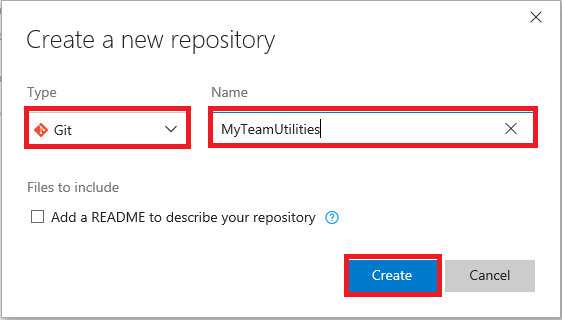 Create a new repository
Type
Name
Git
MyTeamUtilities
Files to include
Add a README to describe your repository
Create
Cancel